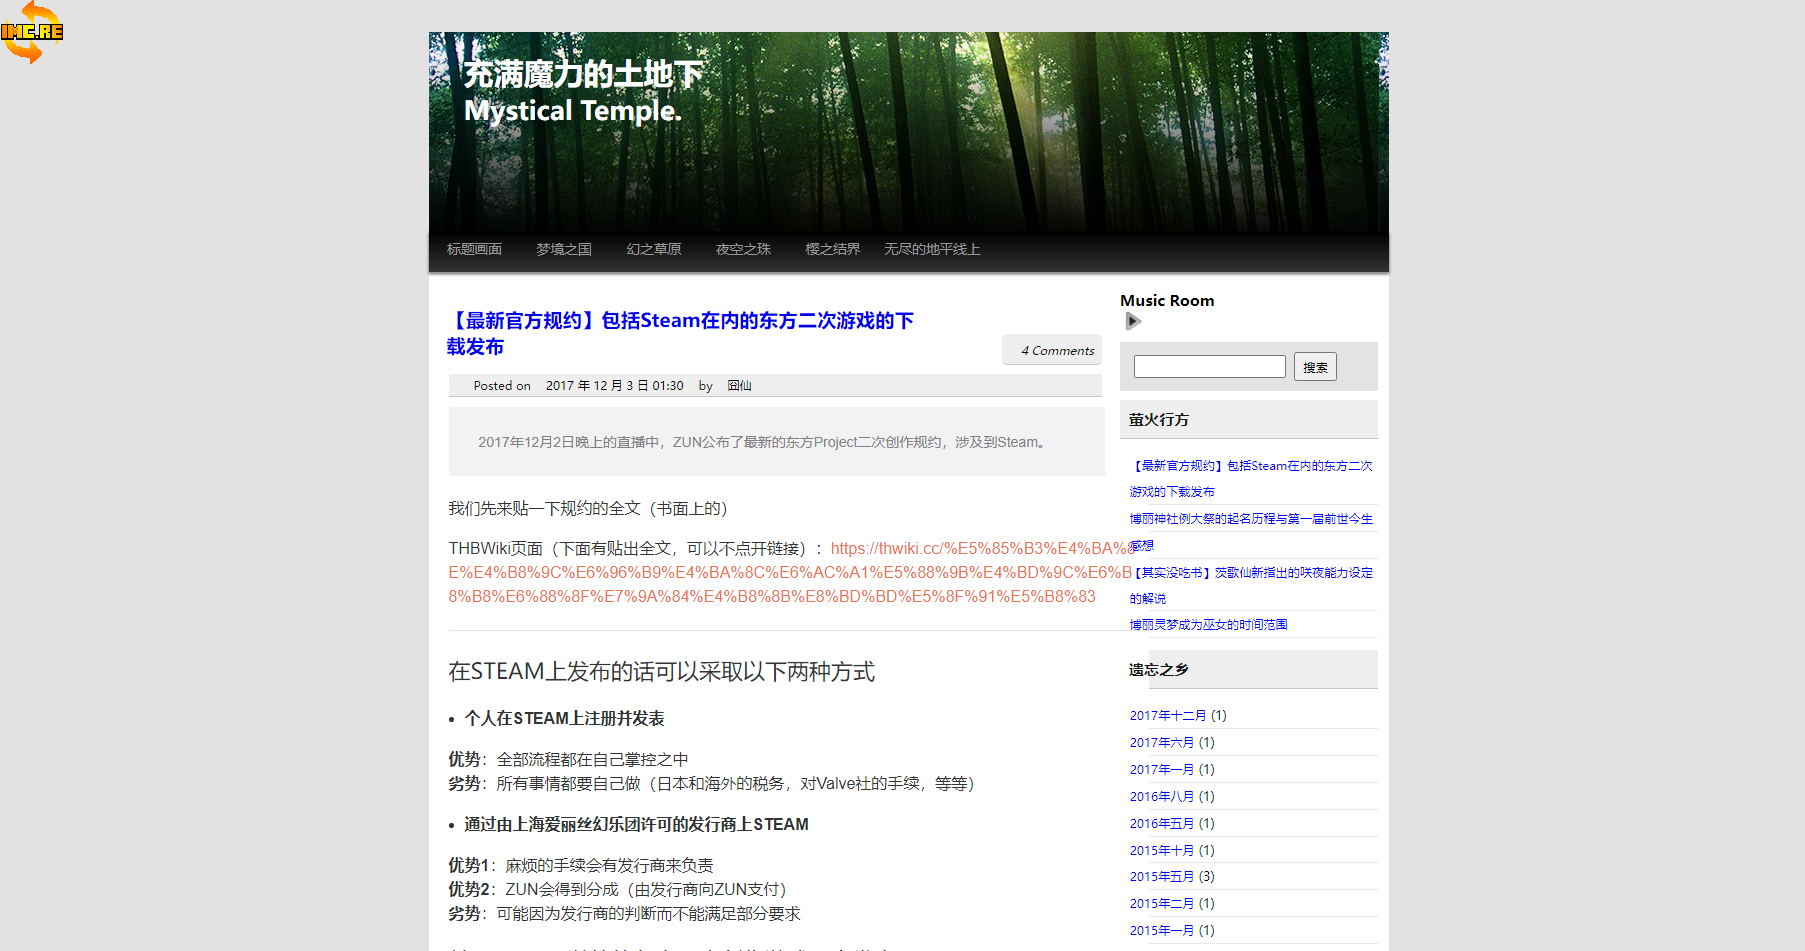 IMC.RE
充满魔力的土地下
Mystical Temple.
标题画面 梦境之国 幻之草原 夜空之珠 樱之结界 无尽的地平线上
【最新官方规约】包括Steam在内的东方二次游戏的下
载发布
4 Comments
Posted on 2017 年 12 月 3 日 01:30 by 囧仙
2017年12月2日晚上的直播中，ZUN公布了最新的东方Project二次创作规约，涉及到Steam。
我们先来贴一下规约的全文（书面上的）
THBWiki页面（下面有贴出全文，可以不点开链接）：https://thwiki.cc/%E5%85%B3%E4%BA%8
E%E4%B8%9C%E6%96%B9%E4%BA%8C%E6%AC%A1%E5%88%9B%E4%BD%9C%E6%B
8%B8%E6%88%8F%E7%9A%84%E4%B8%8B%E8%BD%BD%E5%8F%91%E5%B8%83
在STEAM上发布的话可以采取以下两种方式
• 个人在STEAM上注册并发表
优势：全部流程都在自己掌控之中
劣势：所有事情都要自己做（日本和海外的税务，对Valve社的手续，等等）
• 通过由上海爱丽丝幻乐团许可的发行商上STEAM
优势1：麻烦的手续会有发行商来负责
优势2：ZUN会得到分成（由发行商向ZUN支付）
劣势：可能因为发行商的判断而不能满足部分要求
Music Room
搜索
萤火行方
【最新官方规约】包括Steam在内的东方二次
游戏的下载发布
博丽神社例大祭的起名历程与第一届前世今生
感想
【其实没吃书】茨歌仙新指出的咲夜能力设定
的解说
博丽灵梦成为巫女的时间范围
遗忘之乡
2017年十二月 (1)
2017年六月 (1)
2017年一月 (1)
2016年八月 (1)
2016年五月 (1)
2015年十月 (1)
2015年五月 (3)
2015年二月 (1)
2015年一月 (1)